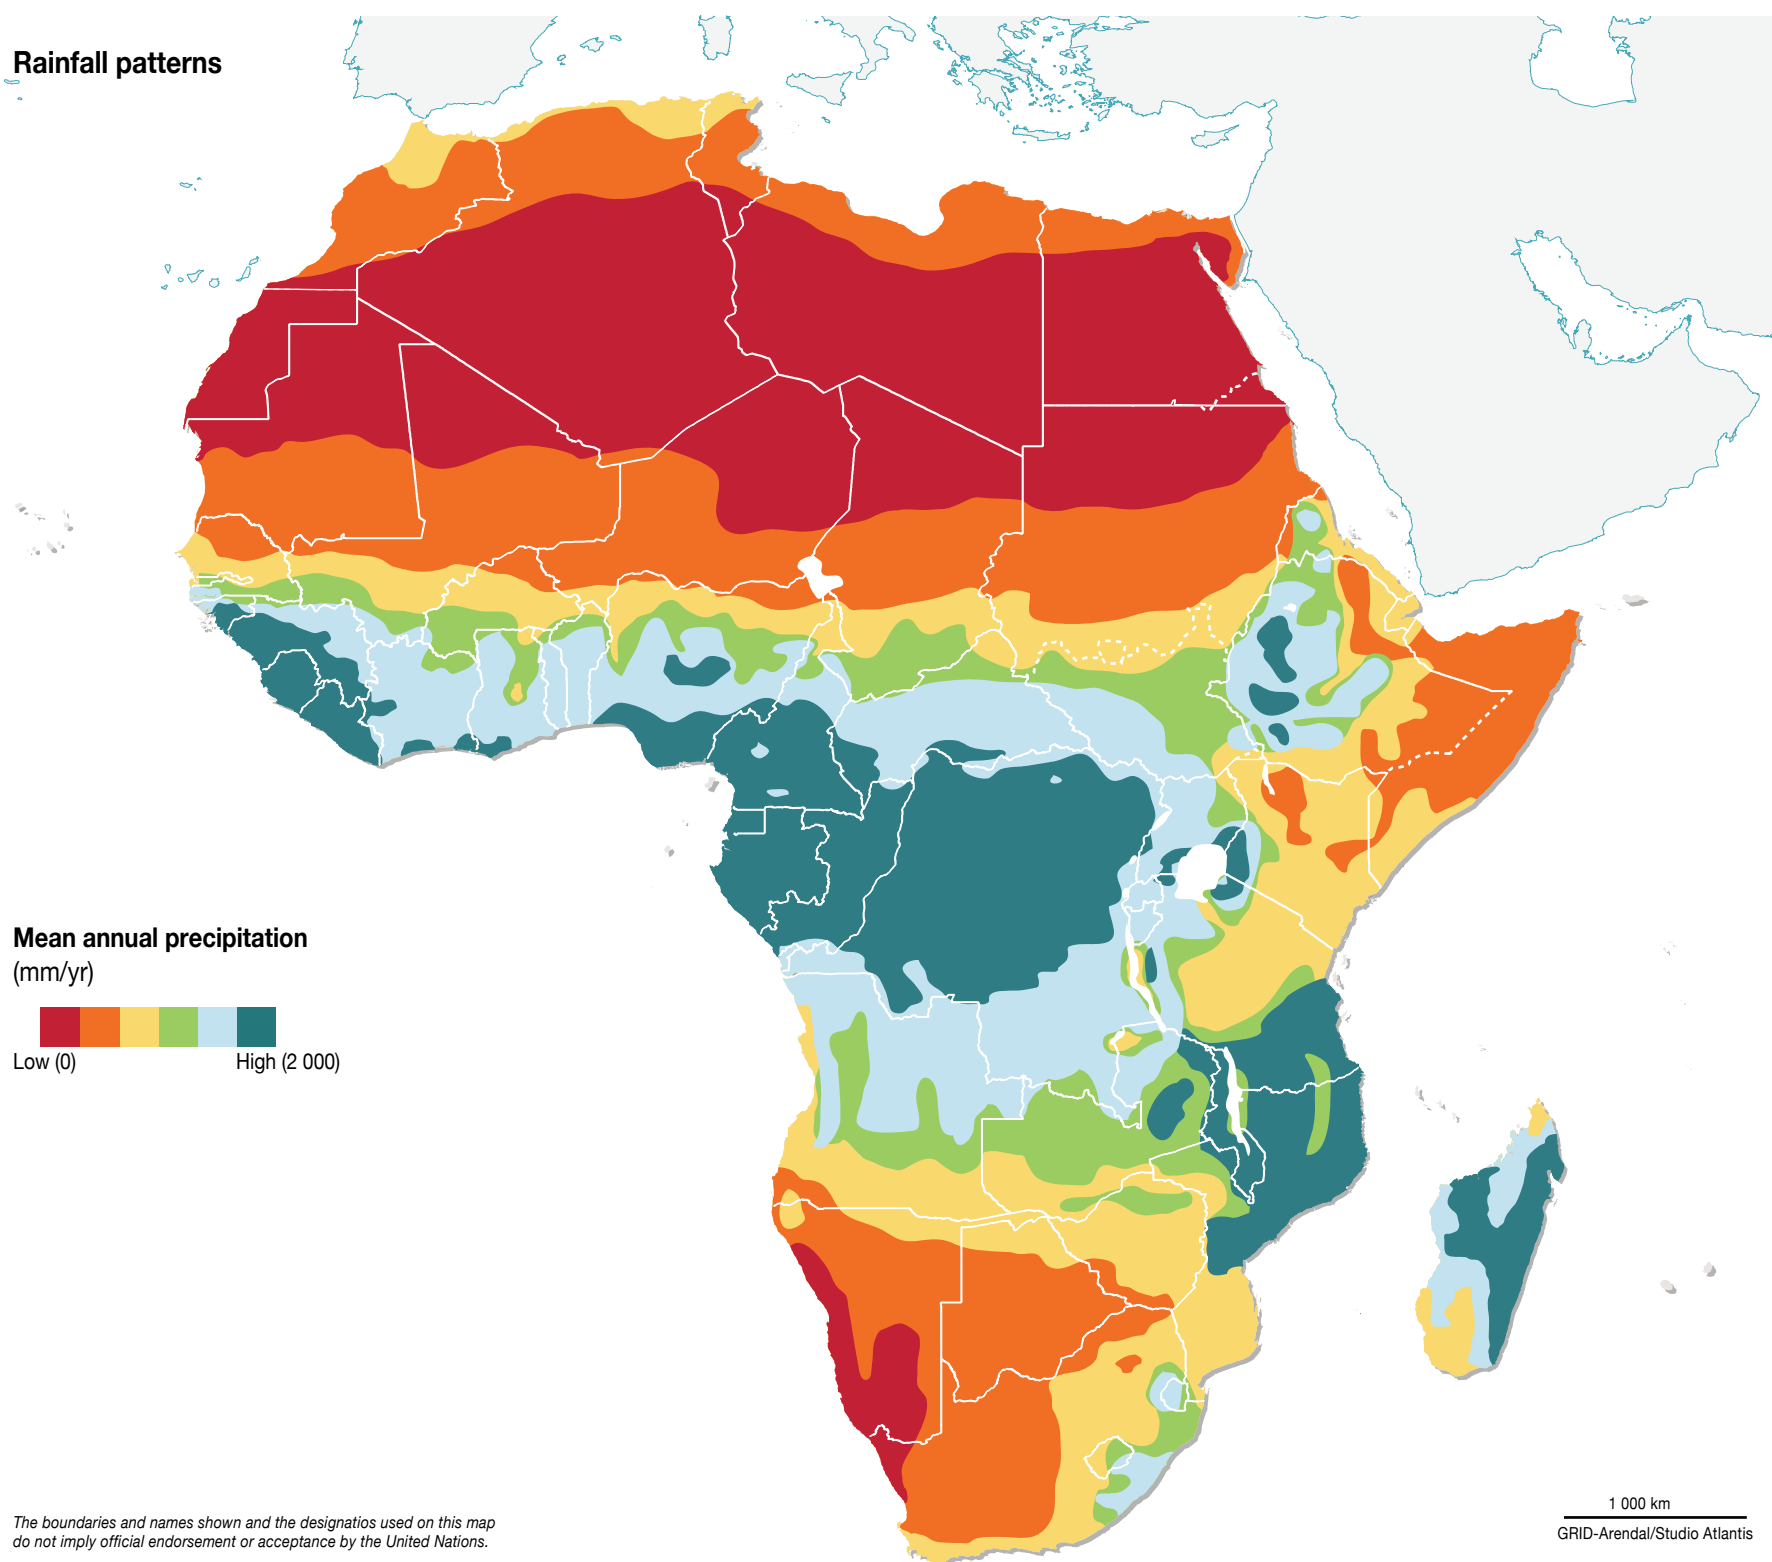 Rainfall patterns
Mean annual precipitation
(mm/yr)
Low (0)
High (2 000)
The boundaries and names shown and the designatios used on this map
do not imply official endorsement or acceptance by the United Nations.
1 000 km
GRID-Arendal/Studio Atlantis